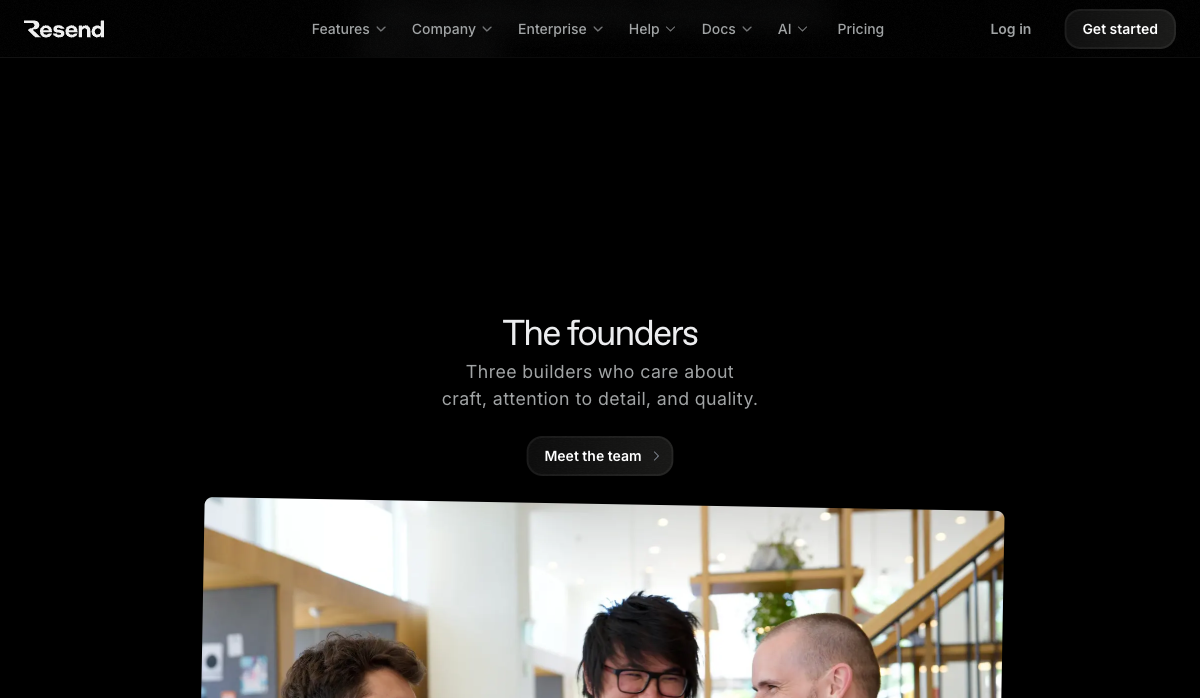 Resend
Features
Company
Enterprise
Help
Docs
AI
Pricing
Log in
Get started
The founders
Three builders who care about
craft, attention to detail, and quality.
Meet the team